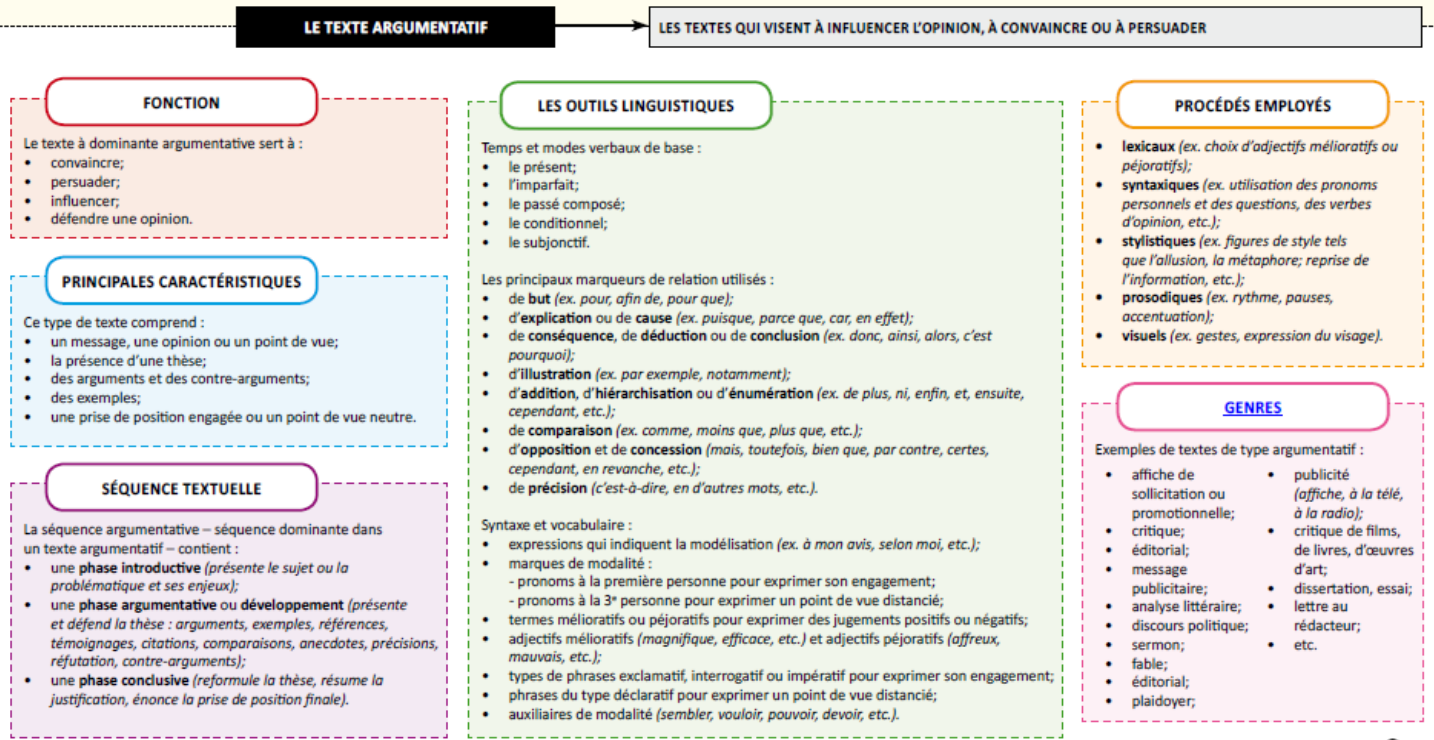 LE TEXTE ARGUMENTATIF
LES TEXTES QUI VISENT À INFLUENCER L'OPINION, À CONVAINCRE OU À PERSUADER
FONCTION
Le texte à dominante argumentative sert à :
• convaincre;
• persuader;
• influencer;
• défendre une opinion.
PRINCIPALES CARACTÉRISTIQUES
Ce type de texte comprend :
• un message, une opinion ou un point de vue;
• la présence d'une thèse;
• des arguments et des contre-arguments;
• des exemples;
• une prise de position engagée ou un point de vue neutre.
SÉQUENCE TEXTUELLE
La séquence argumentative – séquence dominante dans
un texte argumentatif – contient :
• une phase introductive (présente le sujet ou la
problématique et ses enjeux);
• une phase argumentative ou développement (présente
et défend la thèse : arguments, exemples, références,
témoignages, citations, comparaisons, anecdotes, précisions,
réfutation, contre-arguments);
• une phase conclusive (reformule la thèse, résume la
justification, énonce la prise de position finale).
LES OUTILS LINGUISTIQUES
Temps et modes verbaux de base :
• le présent;
• l'imparfait;
• le passé composé;
• le conditionnel;
• le subjonctif.
Les principaux marqueurs de relation utilisés :
• de but (ex. pour, afin de, pour que);
• d'explication ou de cause (ex. puisque, parce que, car, en effet);
• de conséquence, de déduction ou de conclusion (ex. donc, ainsi, alors, c'est
pourquoi);
• d'illustration (ex. par exemple, notamment);
• d'addition, d'hiérarchisation ou d'énumération (ex. de plus, ni, enfin, et, ensuite,
cependant, etc.);
• de comparaison (ex. comme, moins que, plus que, etc.);
• d'opposition et de concession (mais, toutefois, bien que, par contre, certes,
cependant, en revanche, etc.);
• de précision (c'est-à-dire, en d'autres mots, etc.).
Syntaxe et vocabulaire :
• expressions qui indiquent la modélisation (ex. à mon avis, selon moi, etc.);
• marques de modalité :
- pronoms à la première personne pour exprimer son engagement;
- pronoms à la 3e personne pour exprimer un point de vue distancié;
• termes mélioratifs ou péjoratifs pour exprimer des jugements positifs ou négatifs;
• adjectifs mélioratifs (magnifique, efficace, etc.) et adjectifs péjoratifs (affreux,
mauvais, etc.);
• types de phrases exclamatif, interrogatif ou impératif pour exprimer son engagement;
• phrases du type déclaratif pour exprimer un point de vue distancié;
• auxiliaires de modalité (sembler, vouloir, pouvoir, devoir, etc.).
PROCÉDÉS EMPLOYÉS
• lexicaux (ex. choix d'adjectifs mélioratifs ou
péjoratifs);
• syntaxiques (ex. utilisation des pronoms
personnels et des questions, des verbes
d'opinion, etc.);
• stylistiques (ex. figures de style tels
que l'allusion, la métaphore; reprise de
l'information, etc.);
• prosodiques (ex. rythme, pauses,
accentuation);
• visuels (ex. gestes, expression du visage).
GENRES
Exemples de textes de type argumentatif :
• affiche de
sollicitation ou
promotionnelle;
• critique;
• éditorial;
• message
publicitaire;
• analyse littéraire;
• discours politique;
• sermon;
• fable;
• éditorial;
• plaidoyer;
• publicité
(affiche, à la télé,
à la radio);
• critique de films,
de livres, d'œuvres
d'art;
• dissertation, essai;
• lettre au
rédacteur;
• etc.